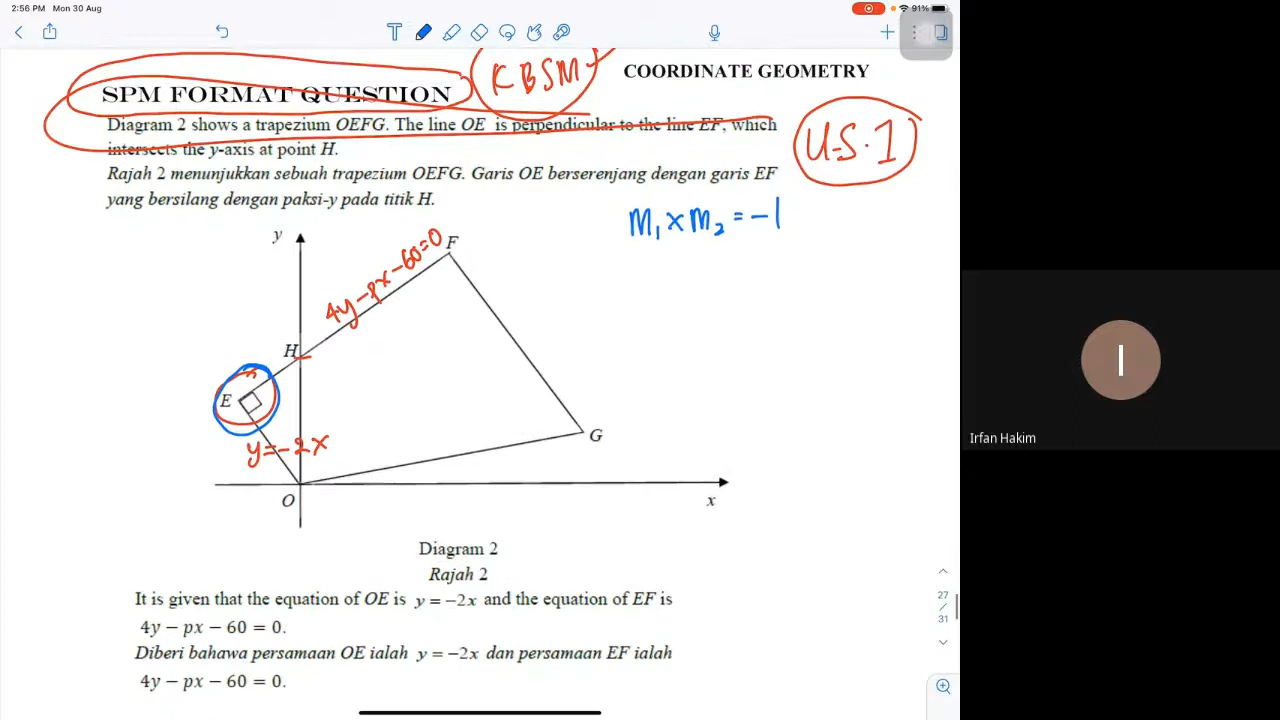 2:56 PM Mon 30 Aug
91%
KBSM
COORDINATE GEOMETRY
SPM FORMAT QUESTION
Diagram 2 shows a trapezium OEFG. The line OE is perpendicular to the line EF, which
intersects the y-axis at point H.
U.S.1
Rajah 2 menunjukkan sebuah trapezium OEFG. Garis OE berserenjang dengan garis EF
yang bersilang dengan paksi-y pada titik H.
m₁ × m₂ = -1
y
F
4y-px-60=0
H
E
y=-2x
G
O
x
Diagram 2
Rajah 2
It is given that the equation of OE is y = −2x and the equation of EF is
4y − px − 60 = 0.
Diberi bahawa persamaan OE ialah y = −2x dan persamaan EF ialah
4y − px − 60 = 0.
27
/
31
I
Irfan Hakim